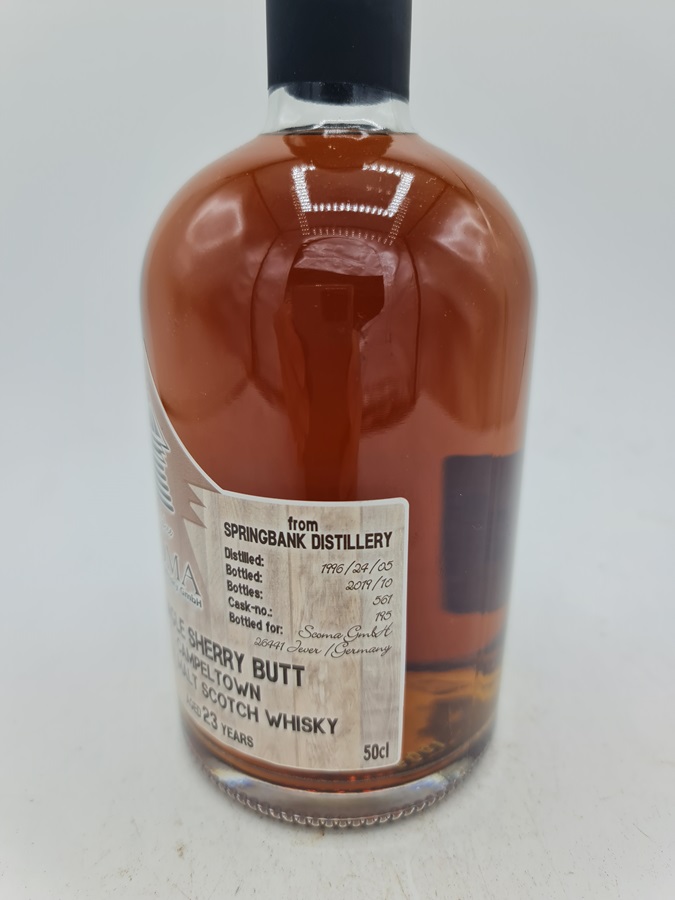 from
SPRINGBANK DISTILLERY
Distilled: 1996/24/05
Bottled: 2019/10
Bottles: 561
Cask-no.: 195
Bottled for: Scoma GmbH
26441 Jever / Germany
SHERRY BUTT
SCOTCH WHISKY
23 YEARS
50cl